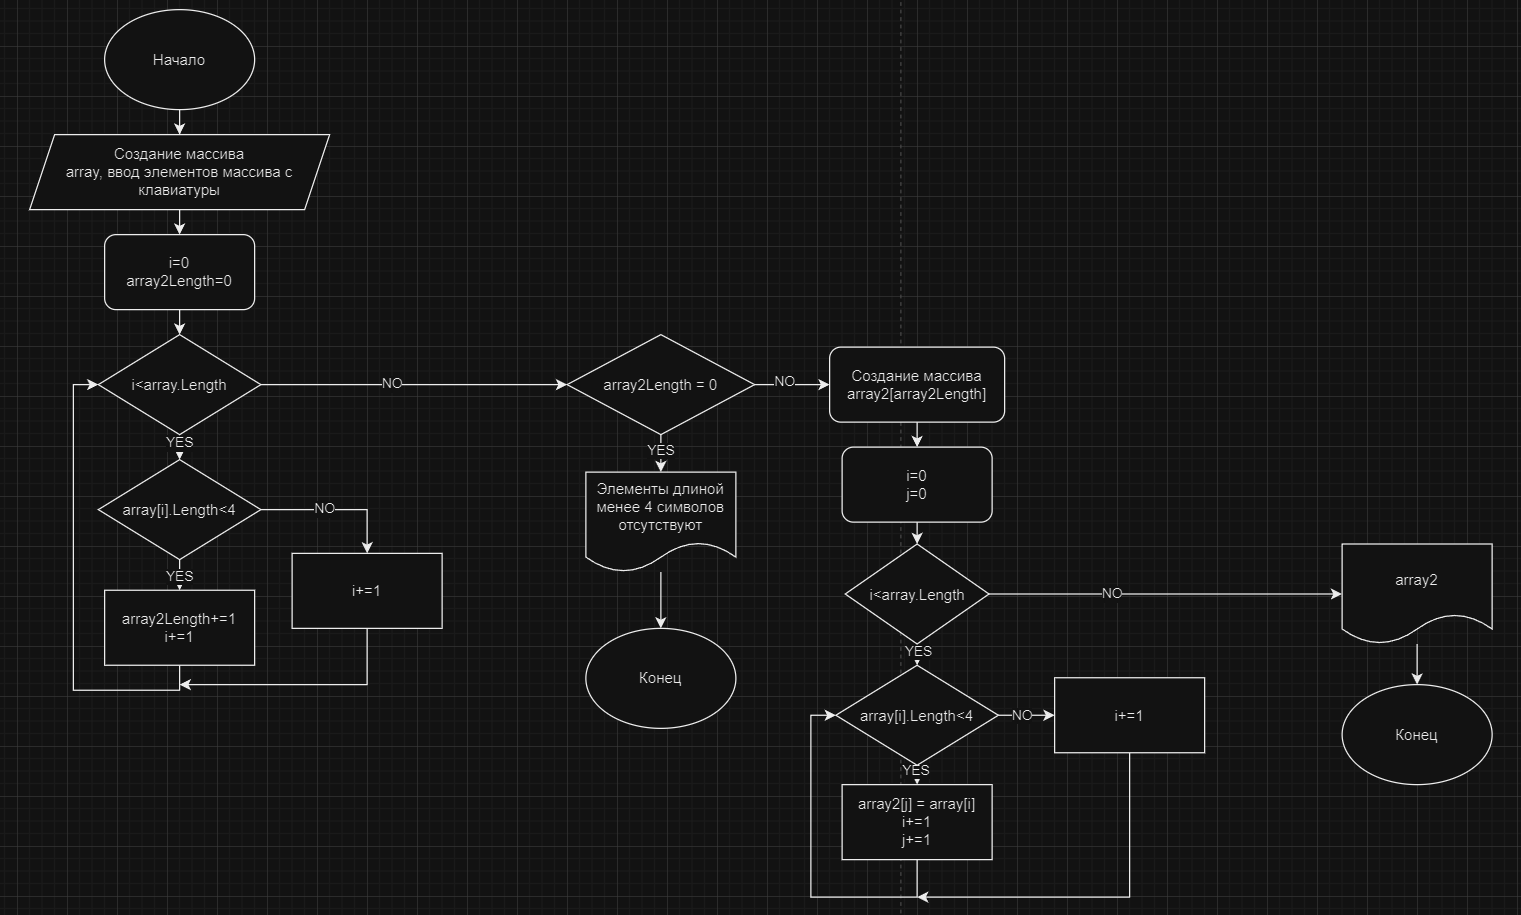 Начало
Создание массива
array, ввод элементов массива с
клавиатуры
i=0
array2Length=0
i<array.Length
NO
YES
array[i].Length<4
NO
YES
array2Length+=1
i+=1
i+=1
array2Length = 0
NO
YES
Элементы длиной
менее 4 символов
отсутствуют
Конец
Создание массива
array2[array2Length]
i=0
j=0
i<array.Length
NO
YES
array[i].Length<4
NO
YES
i+=1
array2[j] = array[i]
i+=1
j+=1
array2
Конец